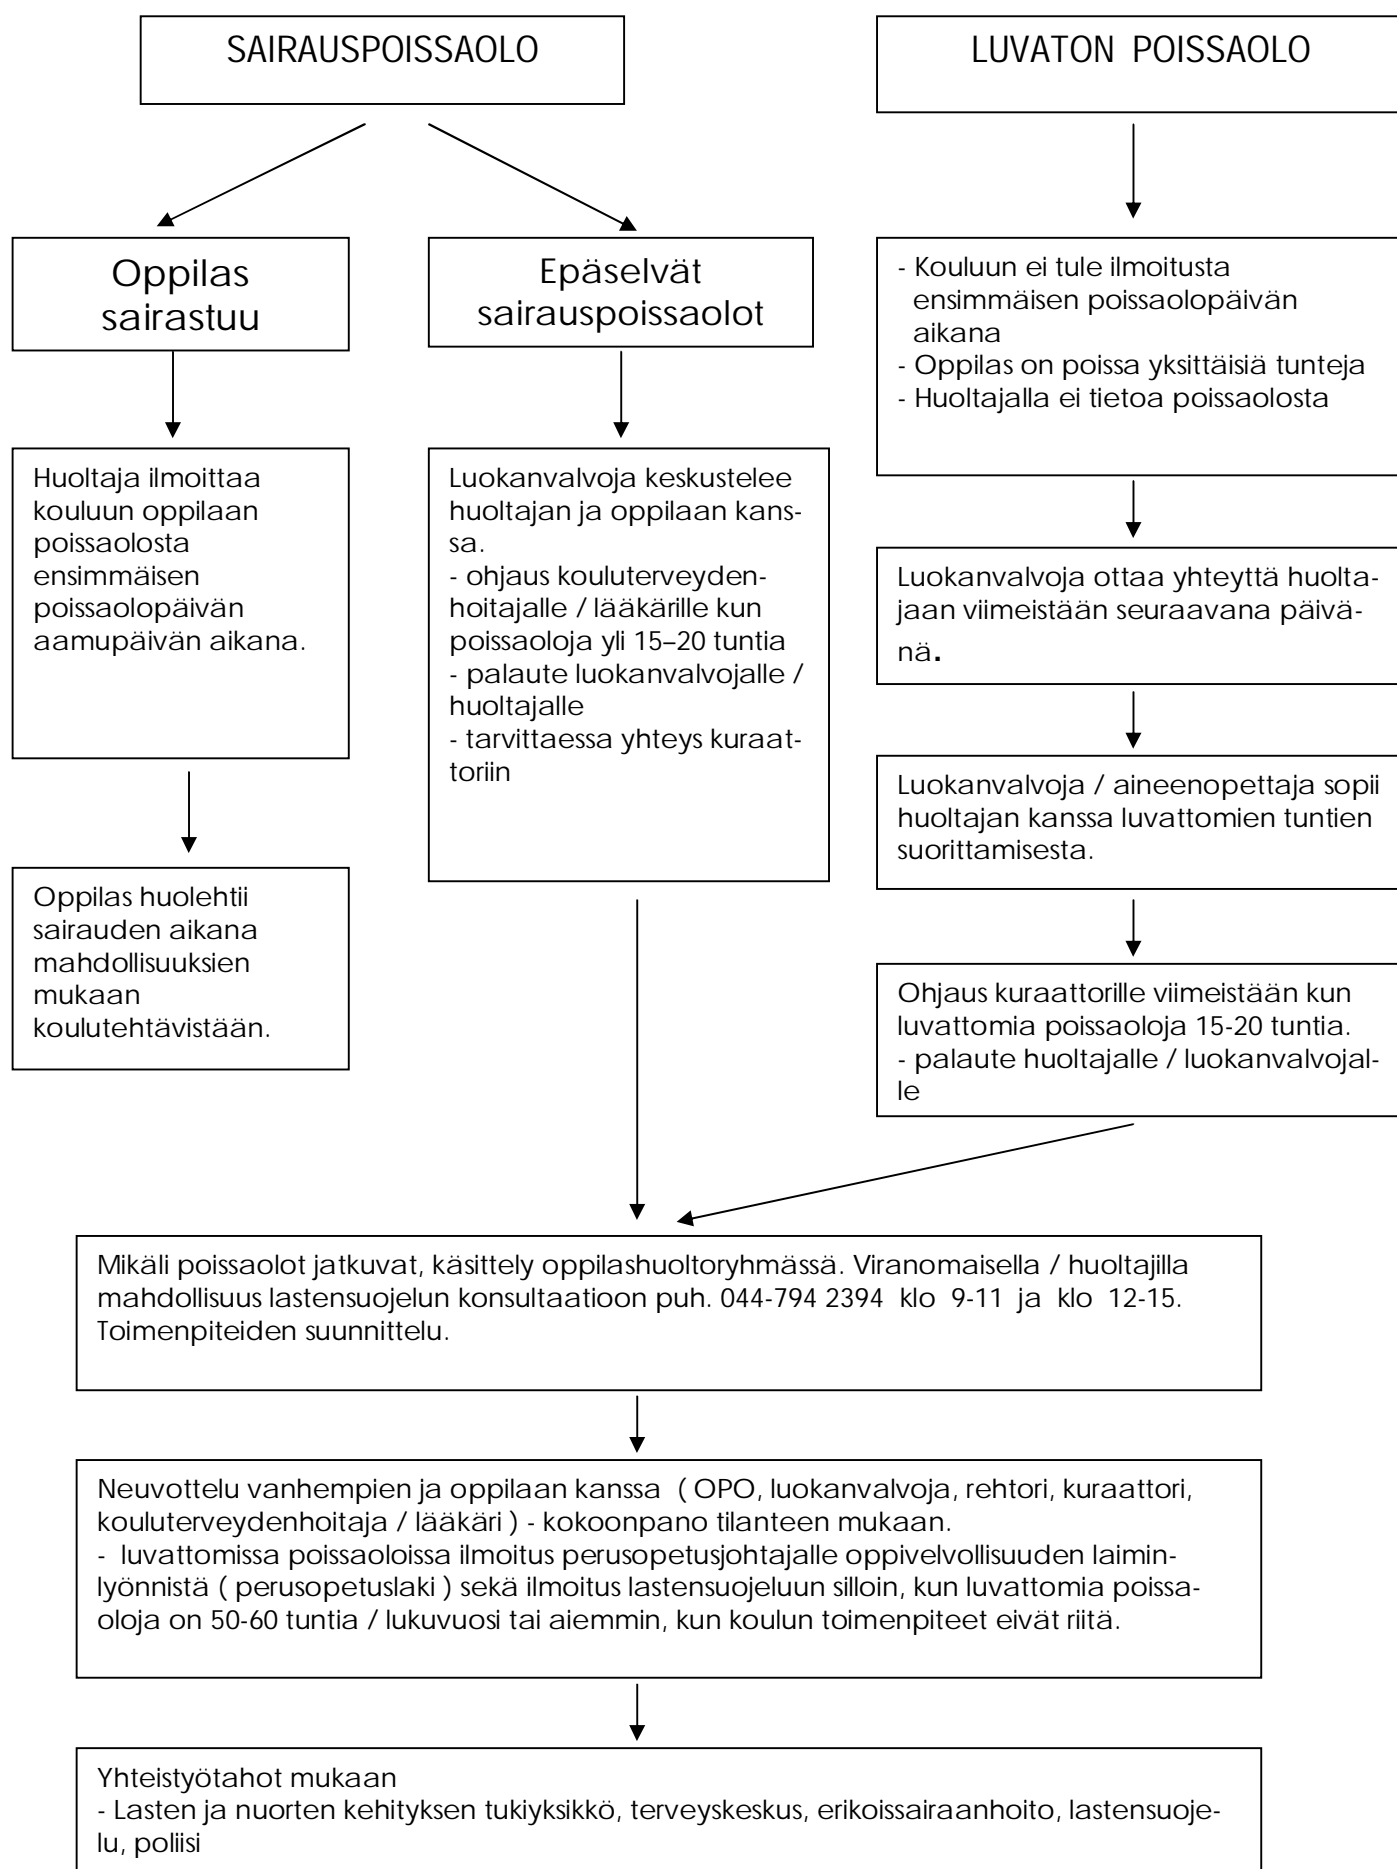 SAIRAUSPOISSAOLO
LUVATON POISSAOLO
Oppilas
sairastuu
Epäselvät
sairauspoissaolot
- Kouluun ei tule ilmoitusta
ensimmäisen poissaolopäivän
aikana
- Oppilas on poissa yksittäisiä tunteja
- Huoltajalla ei tietoa poissaolosta
Huoltaja ilmoittaa
kouluun oppilaan
poissaolosta
ensimmäisen
poissaolopäivän
aamupäivän aikana.
Luokanvalvoja keskustelee
huoltajan ja oppilaan kans-
sa.
- ohjaus kouluterveyden-
hoitajalle / lääkärille kun
poissaoloja yli 15–20 tuntia
- palaute luokanvalvojalle /
huoltajalle
- tarvittaessa yhteys kuraat-
toriin
Luokanvalvoja ottaa yhteyttä huolta-
jaan viimeistään seuraavana päivä-
nä.
Luokanvalvoja / aineenopettaja sopii
huoltajan kanssa luvattomien tuntien
suorittamisesta.
Oppilas huolehtii
sairauden aikana
mahdollisuuksien
mukaan
koulutehtävistään.
Ohjaus kuraattorille viimeistään kun
luvattomia poissaoloja 15-20 tuntia.
- palaute huoltajalle / luokanvalvojal-
le
Mikäli poissaolot jatkuvat, käsittely oppilashuoltoryhmässä. Viranomaisella / huoltajilla
mahdollisuus lastensuojelun konsultaatioon puh. 044-794 2394 klo 9-11 ja klo 12-15.
Toimenpiteiden suunnittelu.
Neuvottelu vanhempien ja oppilaan kanssa ( OPO, luokanvalvoja, rehtori, kuraattori,
kouluterveydenhoitaja / lääkäri ) - kokoonpano tilanteen mukaan.
- luvattomissa poissaoloissa ilmoitus perusopetusjohtajalle oppivelvollisuuden laimin-
lyönnistä ( perusopetuslaki ) sekä ilmoitus lastensuojeluun silloin, kun luvattomia poissa-
oloja on 50-60 tuntia / lukuvuosi tai aiemmin, kun koulun toimenpiteet eivät riitä.
Yhteistyötahot mukaan
- Lasten ja nuorten kehityksen tukiyksikkö, terveyskeskus, erikoissairaanhoito, lastensuoje-
lu, poliisi